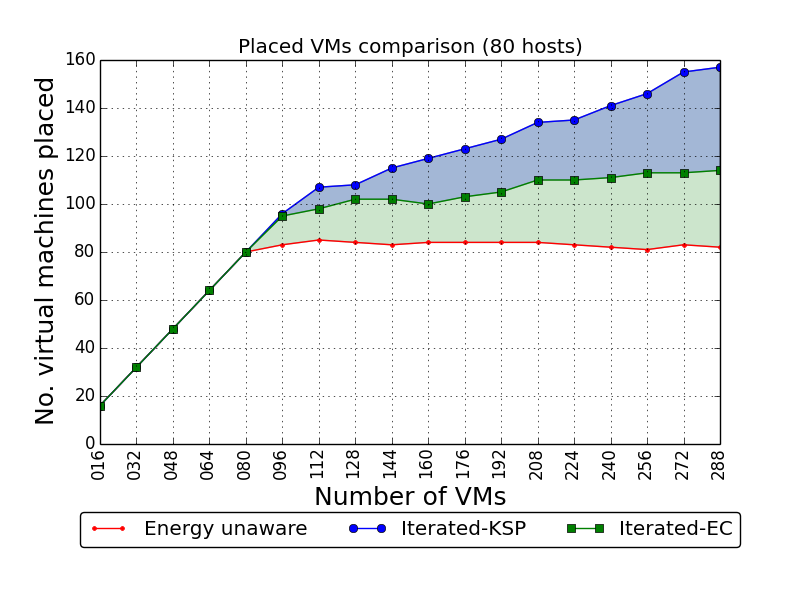 Placed VMs comparison (80 hosts)
160
140
120
100
80
60
40
20
0
No. virtual machines placed
016 032 048 064 080 096 112 128 144 160 176 192 208 224 240 256 272 288
Number of VMs
Energy unaware Iterated-KSP Iterated-EC